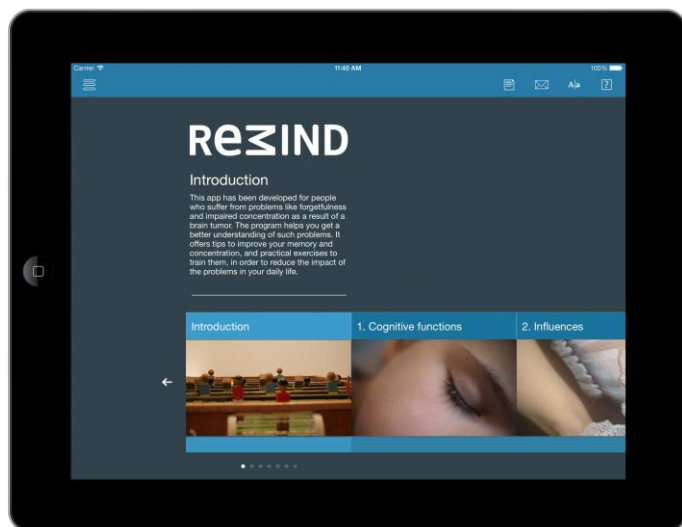 Carrier
11:40 AM
100%
A|a
?
ReMIND
Introduction
This app has been developed for people
who suffer from problems like forgetfulness
and impaired concentration as a result of a
brain tumor. The program helps you get a
better understanding of such problems. It
offers tips to improve your memory and
concentration, and practical exercises to
train them, in order to reduce the impact of
the problems in your daily life.
Introduction
1. Cognitive functions
2. Influences